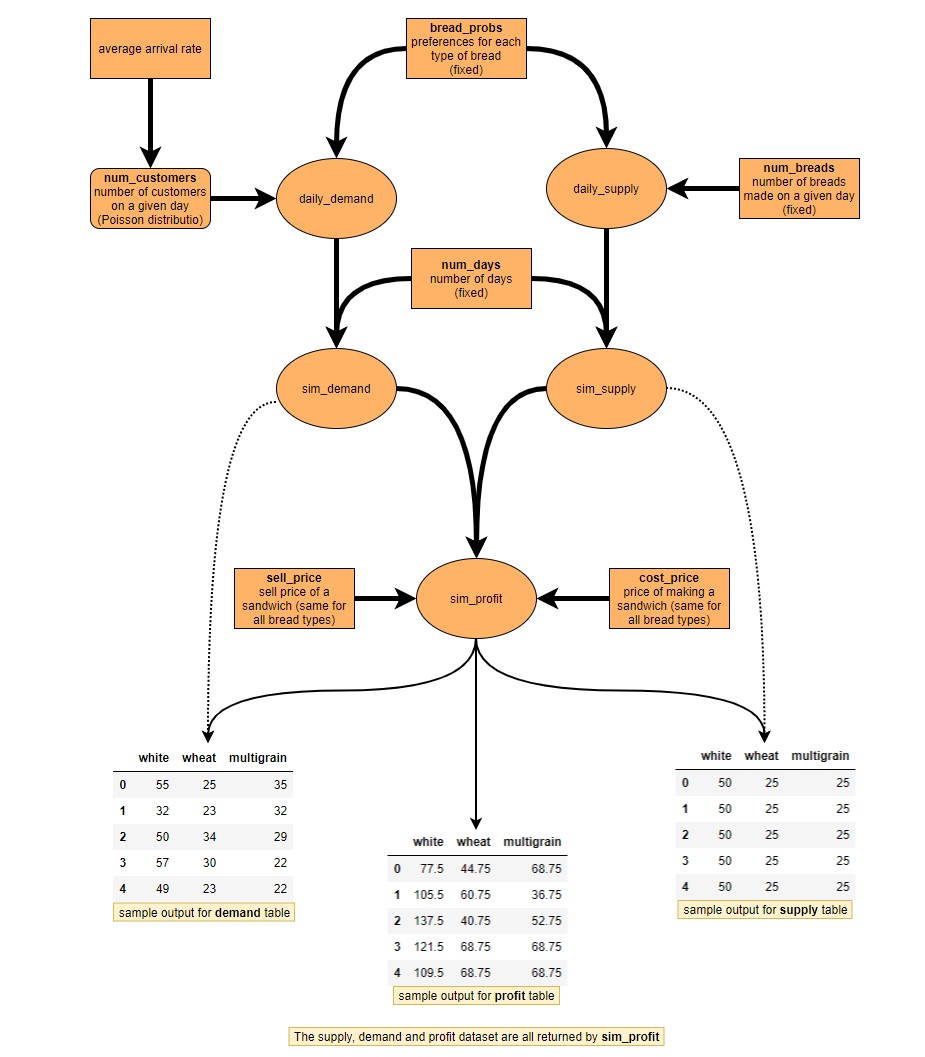 average arrival rate
bread_probs
preferences for each
type of bread
(fixed)
num_customers
number of customers
on a given day
(Poisson distributio)
daily_demand
daily_supply
num_breads
number of breads
made on a given day
(fixed)
num_days
number of days
(fixed)
sim_demand
sim_supply
sell_price
sell price of a
sandwich (same for
all bread types)
sim_profit
cost_price
price of making a
sandwich (same for
all bread types)
white wheat multigrain
0 55 25 35
1 32 23 32
2 50 34 29
3 57 30 22
4 49 23 22
sample output for demand table
white wheat multigrain
0 77.5 44.75 68.75
1 105.5 60.75 36.75
2 137.5 40.75 52.75
3 121.5 68.75 68.75
4 109.5 68.75 68.75
sample output for profit table
white wheat multigrain
0 50 25 25
1 50 25 25
2 50 25 25
3 50 25 25
4 50 25 25
sample output for supply table
The supply, demand and profit dataset are all returned by sim_profit